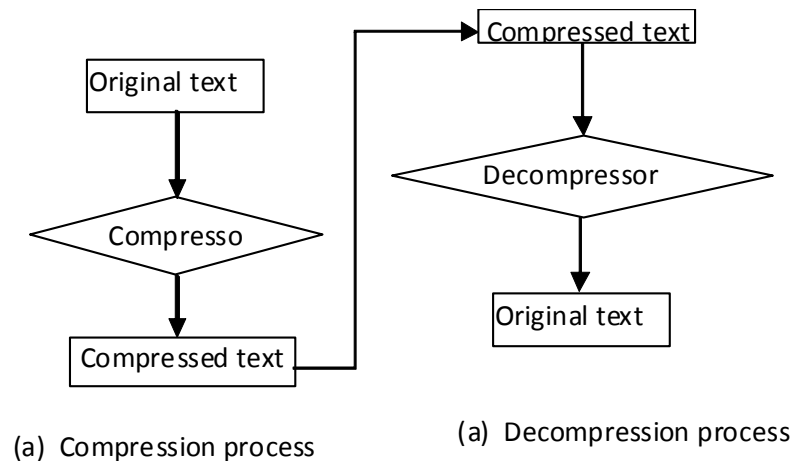 Original text
Compresso
Compressed text
(a) Compression process
Compressed text
Decompressor
Original text
(a) Decompression process